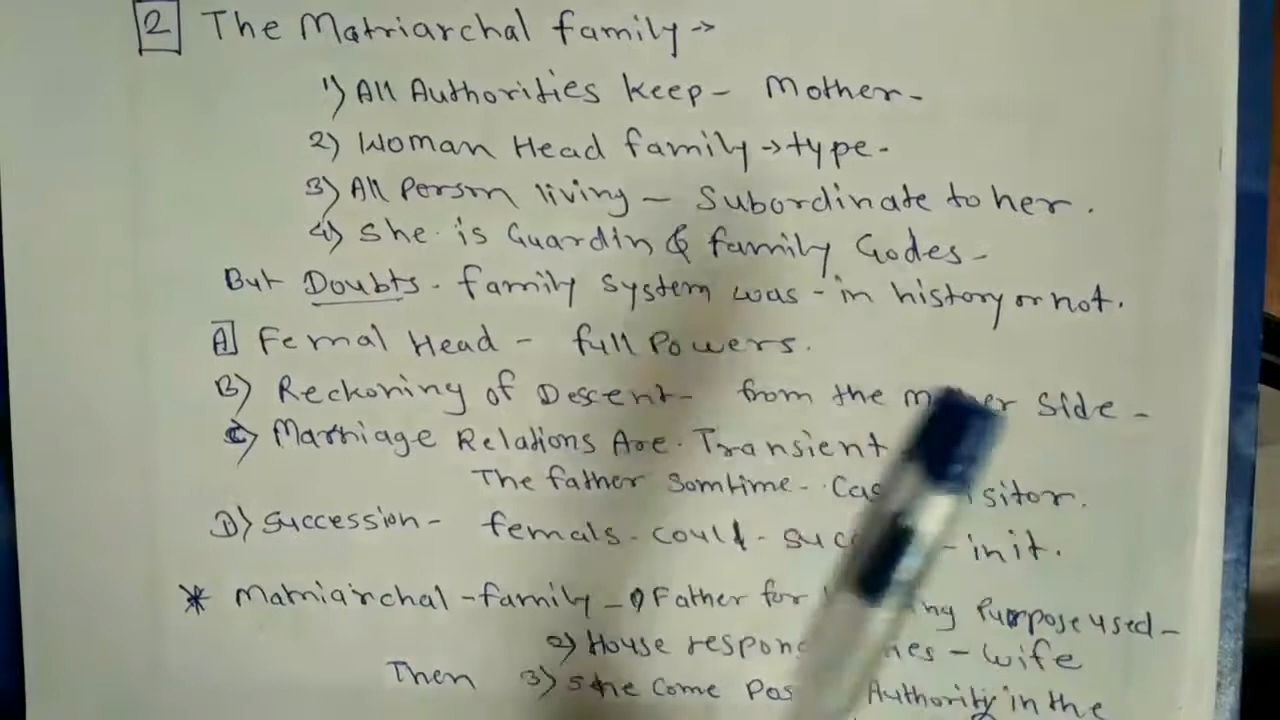 2 The Matriarchal family →
1) All Authorities keep - Mother -
2) Woman Head family → type -
3) All Person living - Subordinate to her.
4) She is Guardin & family Godes -
But Doubts - family system was - in history or not.
A Femal Head - full Powers.
B) Reckoning of Descent - from the side -
C) Marriage Relations Are. Transient
The father Somtime -
D) Succession - femals - could - - in it.
* Matriarchal - family - 1) Father for Purpose used -
2) House - wife
Then 3) She Come Authority in the